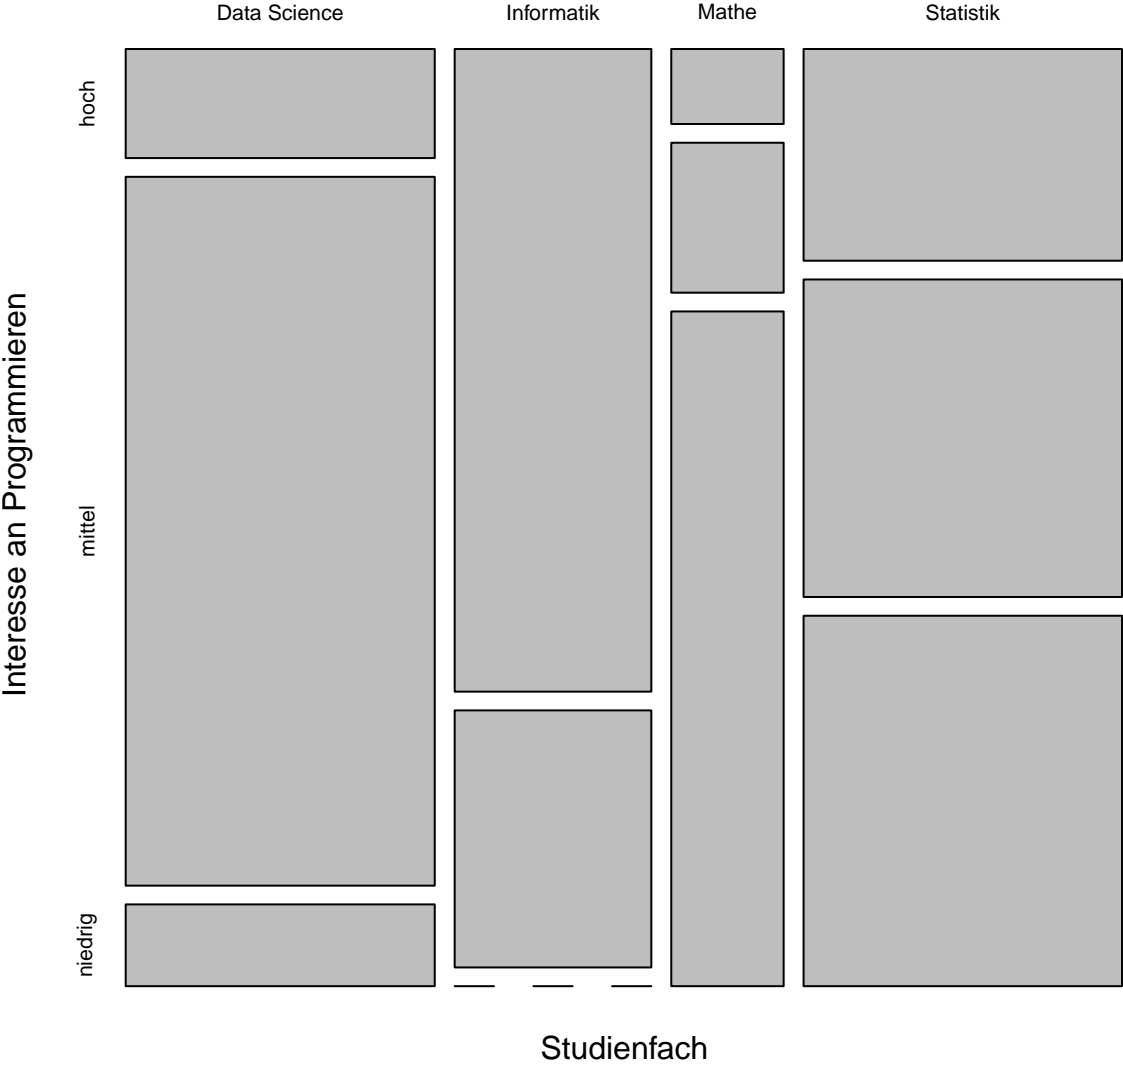 Data Science
Informatik
Mathe
Statistik
hoch
mittel
niedrig
Interesse an Programmieren
Studienfach